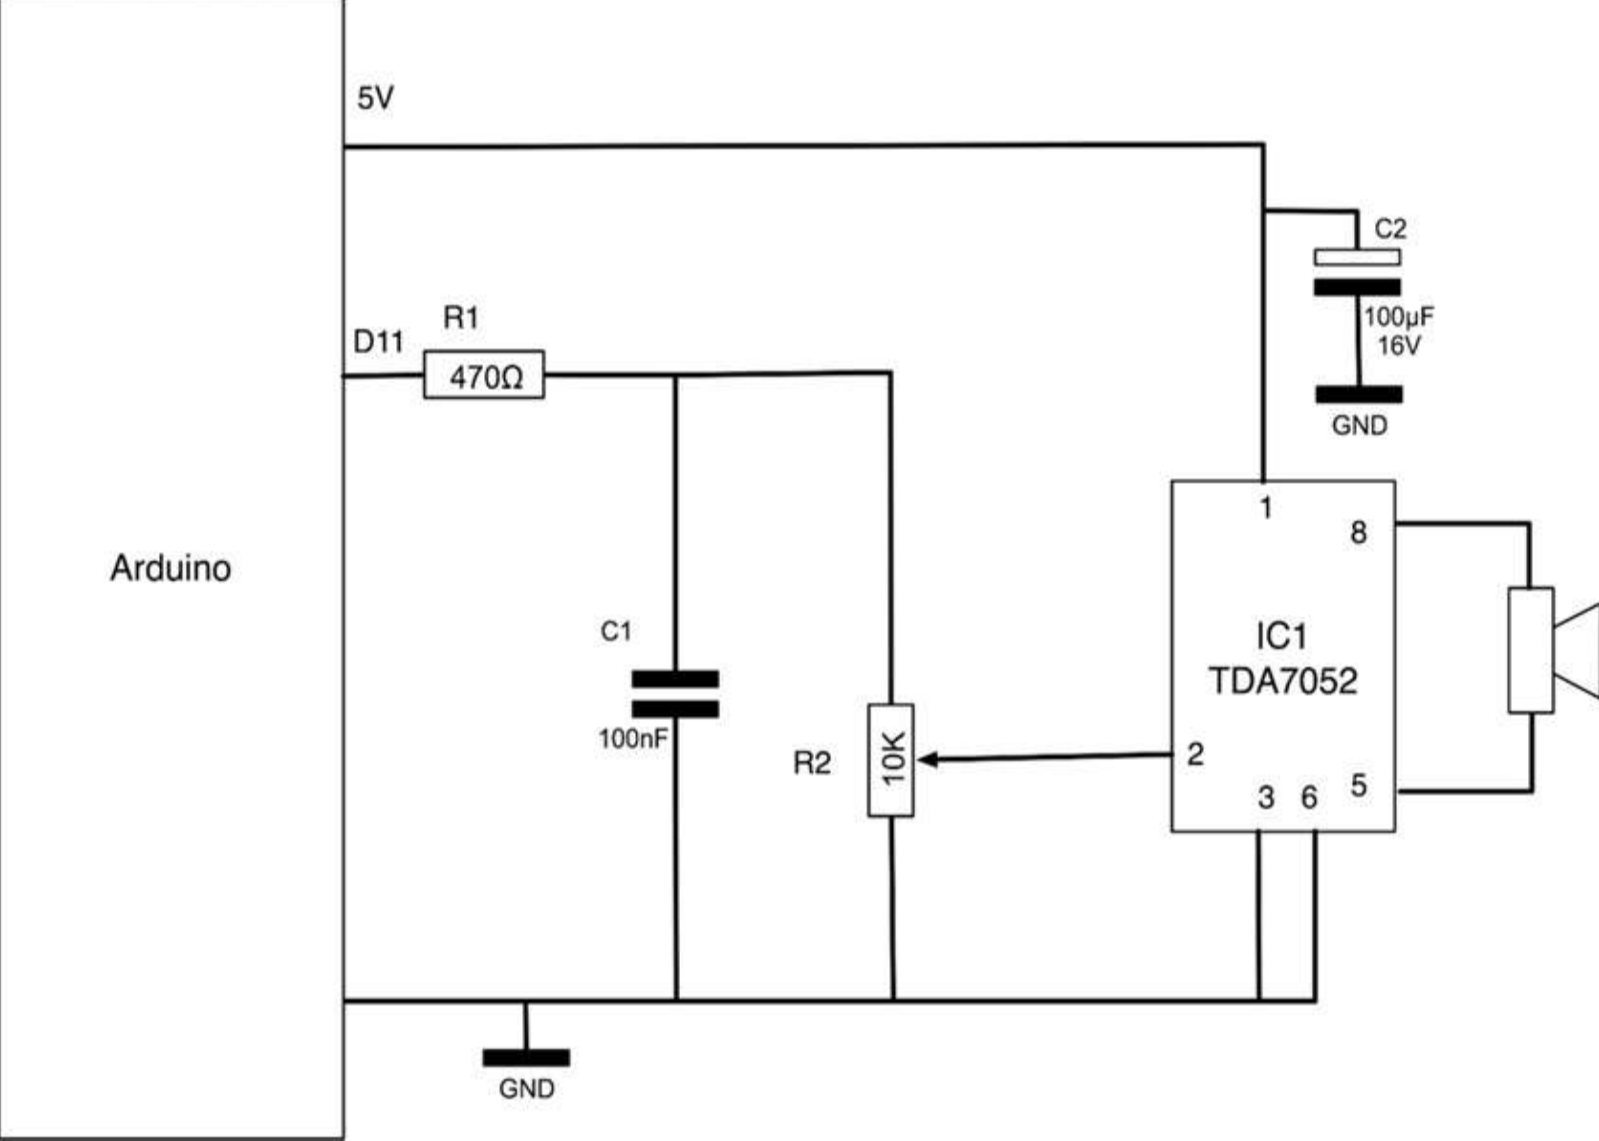 5V
C2
100µF
16V
GND
R1
D11
470Ω
1
8
Arduino
C1
IC1
TDA7052
100nF
R2
10K
2
3 6 5
GND